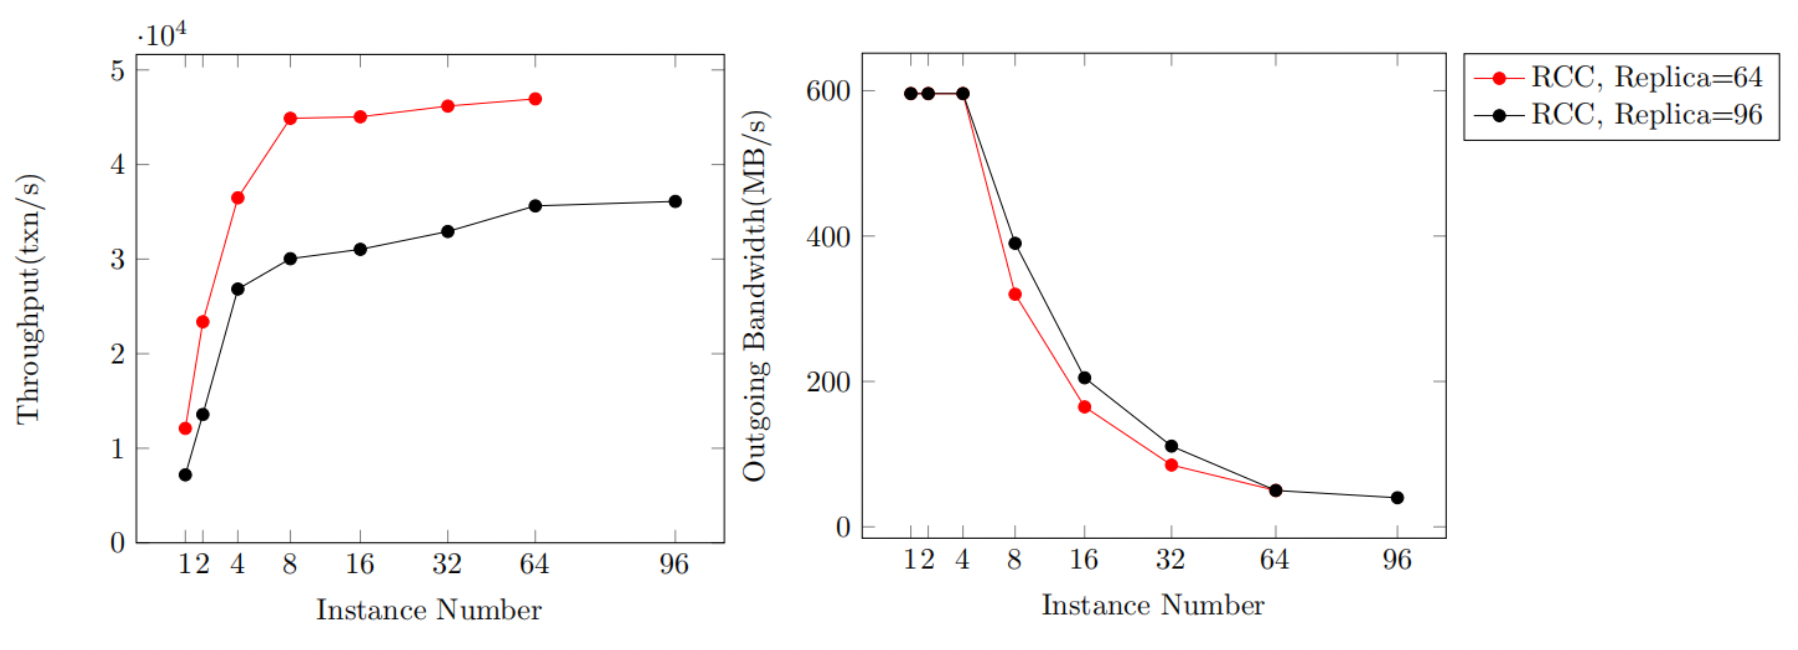 ·10⁴
5
4
3
2
1
0
Throughput(txn/s)
1 2 4 8 16 32 64 96
Instance Number
600
400
200
0
Outgoing Bandwidth(MB/s)
1 2 4 8 16 32 64 96
Instance Number
RCC, Replica=64
RCC, Replica=96